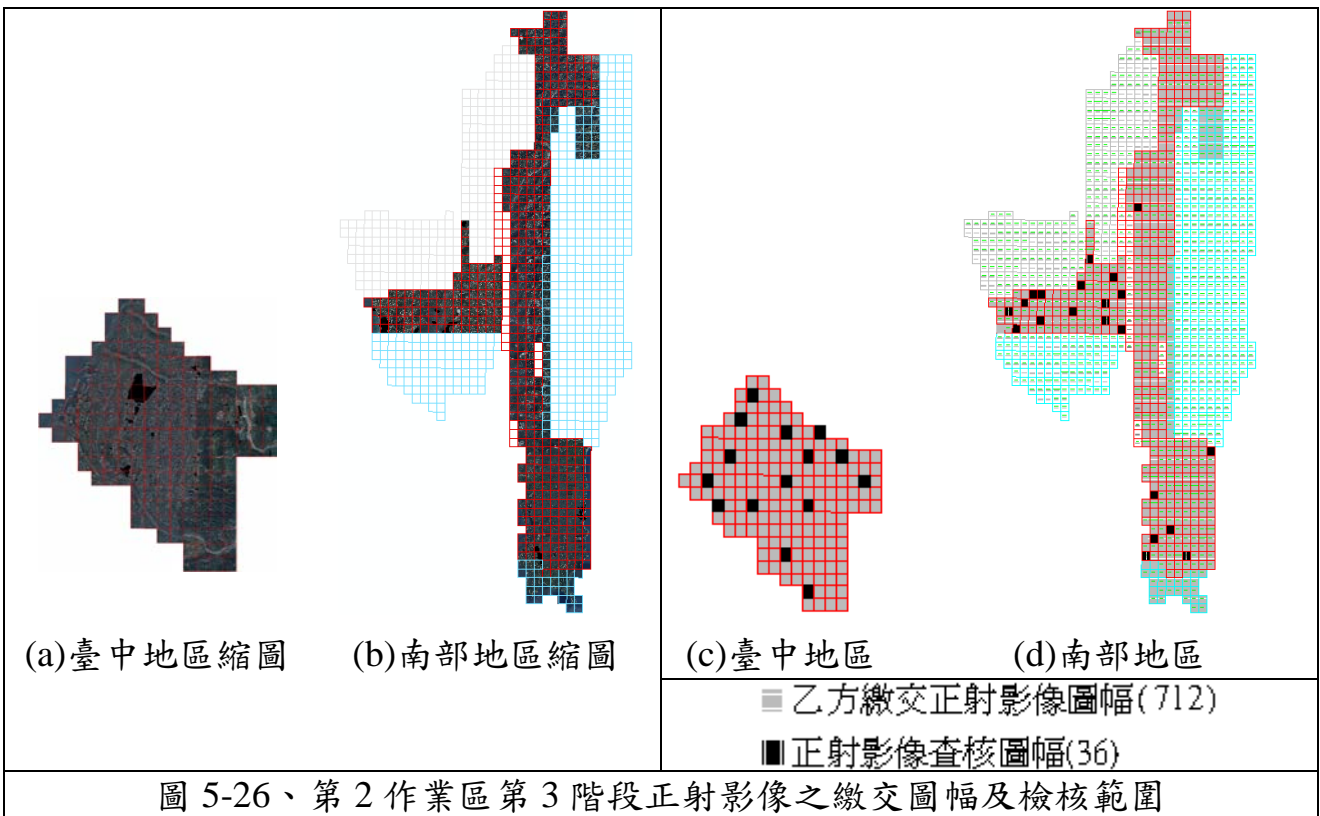 (a)臺中地區縮圖
(b)南部地區縮圖
(c)臺中地區
(d)南部地區
乙方繳交正射影像圖幅(712)
正射影像查核圖幅(36)
圖 5-26、第 2 作業區第 3 階段正射影像之繳交圖幅及檢核範圍